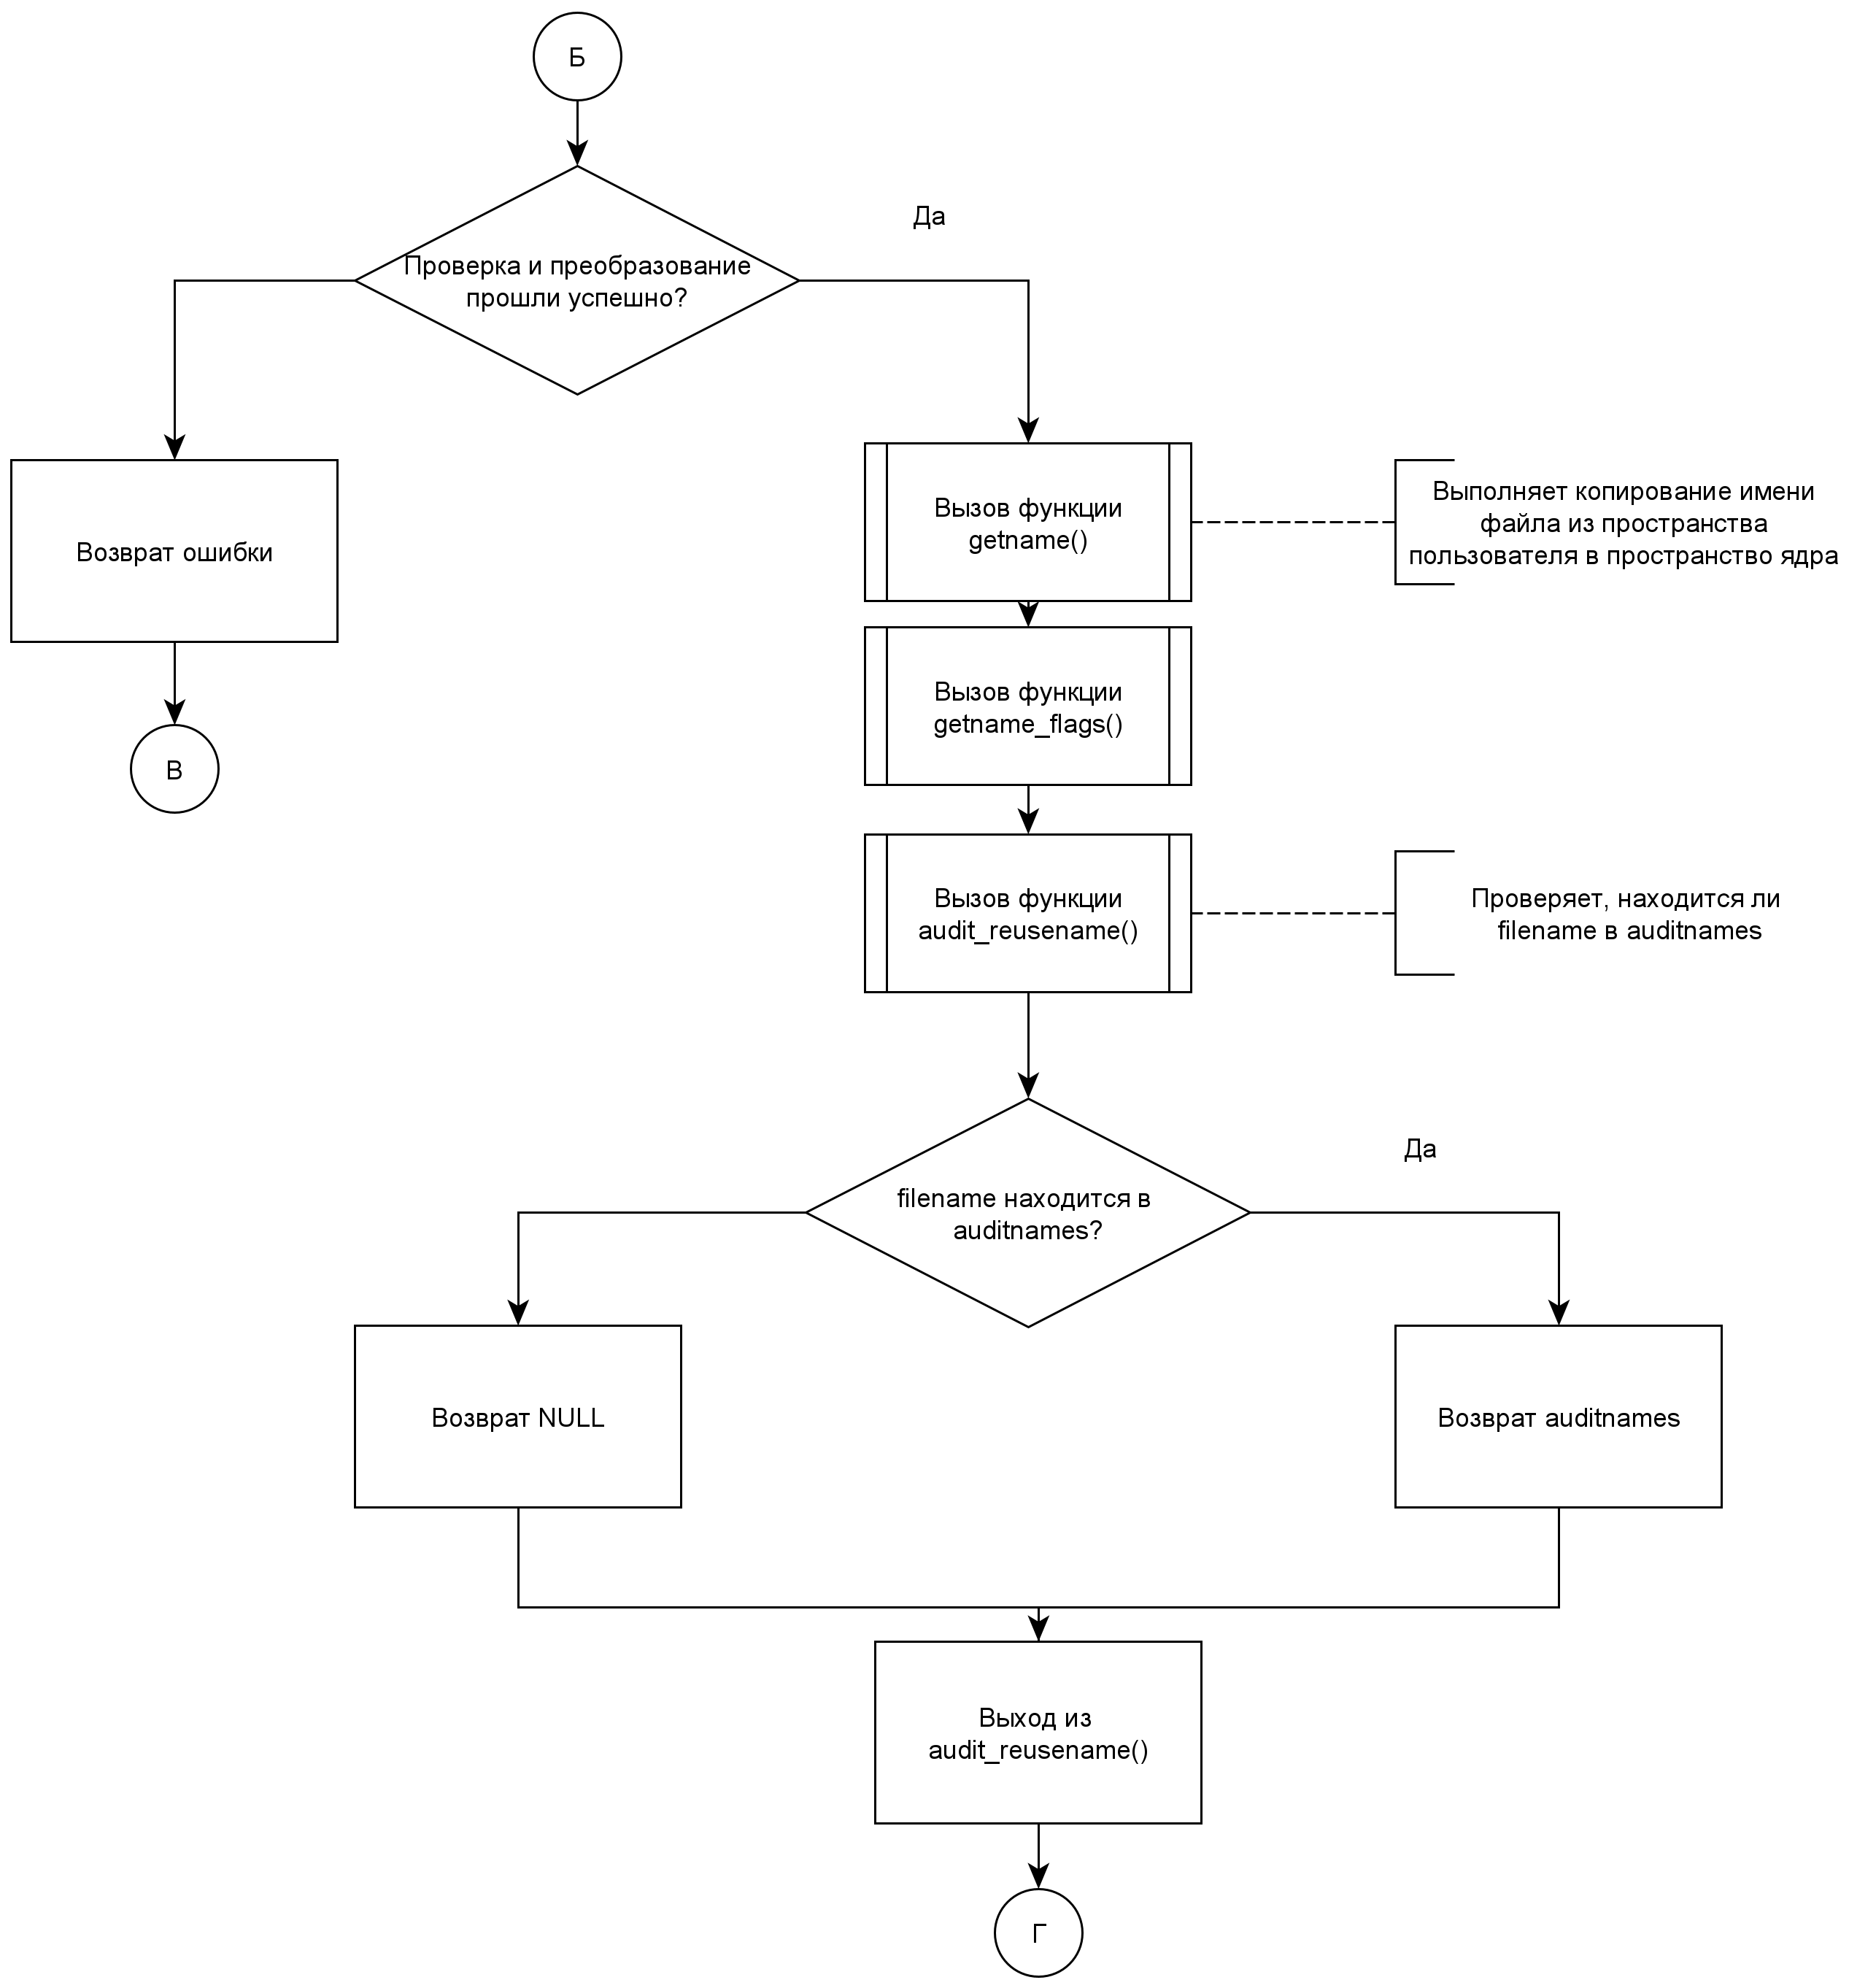 Б
Да
Проверка и преобразование
прошли успешно?
Возврат ошибки
В
Вызов функции
getname()
Выполняет копирование имени
файла из пространства
пользователя в пространство ядра
Вызов функции
getname_flags()
Вызов функции
audit_reusename()
Проверяет, находится ли
filename в auditnames
Да
filename находится в
auditnames?
Возврат NULL
Возврат auditnames
Выход из
audit_reusename()
Г